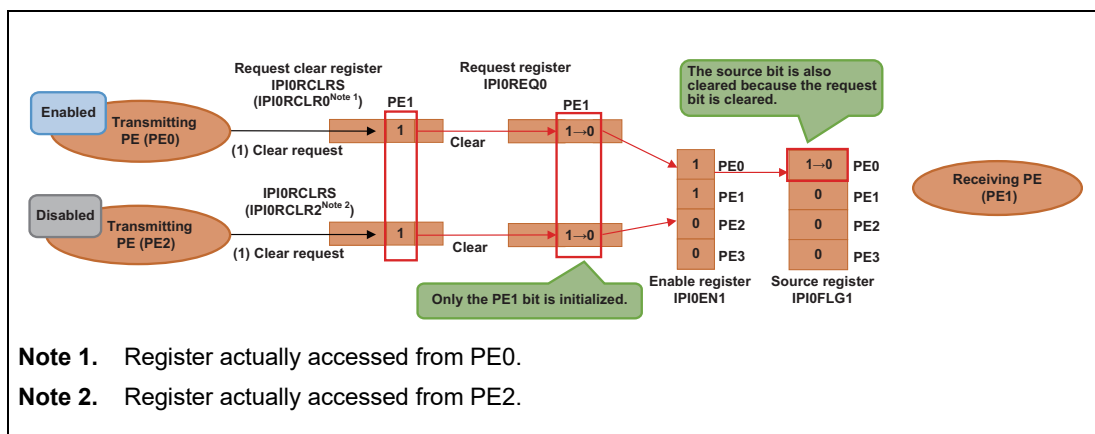 Request clear register
IPI0RCLRS
(IPI0RCLR0Note 1)
Request register
IPI0REQ0
The source bit is also
cleared because the request
bit is cleared.
Enabled
Transmitting
PE (PE0)
(1) Clear request
PE1
1
Clear
PE1
1→0
1 PE0
1 PE1
0 PE2
0 PE3
Enable register
IPI0EN1
1→0 PE0
0 PE1
0 PE2
0 PE3
Source register
IPI0FLG1
Receiving PE
(PE1)
Disabled
Transmitting
PE (PE2)
IPI0RCLRS
(IPI0RCLR2Note 2)
(1) Clear request
1
Clear
1→0
Only the PE1 bit is initialized.
Note 1. Register actually accessed from PE0.
Note 2. Register actually accessed from PE2.